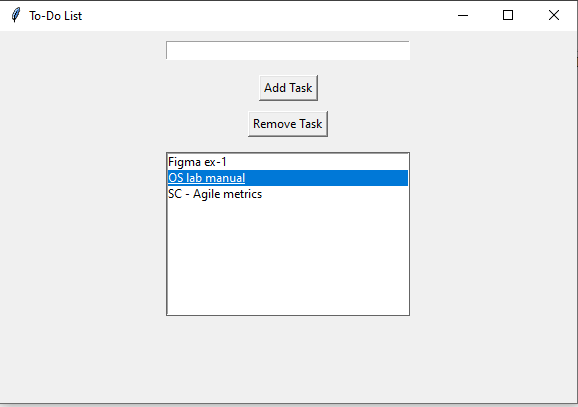 To-Do List
Add Task
Remove Task
Figma ex-1
OS lab manual
SC - Agile metrics